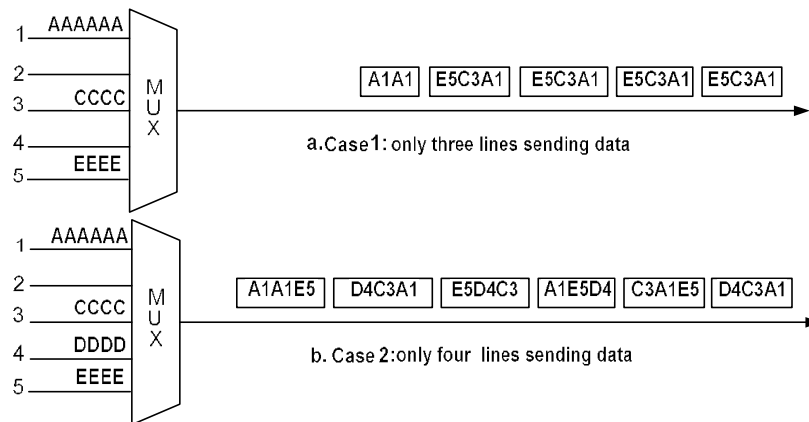 1 AAAAAA
2
3 CCCC
4
5 EEEE
MUX
A1A1 E5C3A1 E5C3A1 E5C3A1 E5C3A1
a.Case1: only three lines sending data
1 AAAAAA
2
3 CCCC
4 DDDD
5 EEEE
MUX
A1A1E5 D4C3A1 E5D4C3 A1E5D4 C3A1E5 D4C3A1
b. Case 2:only four lines sending data